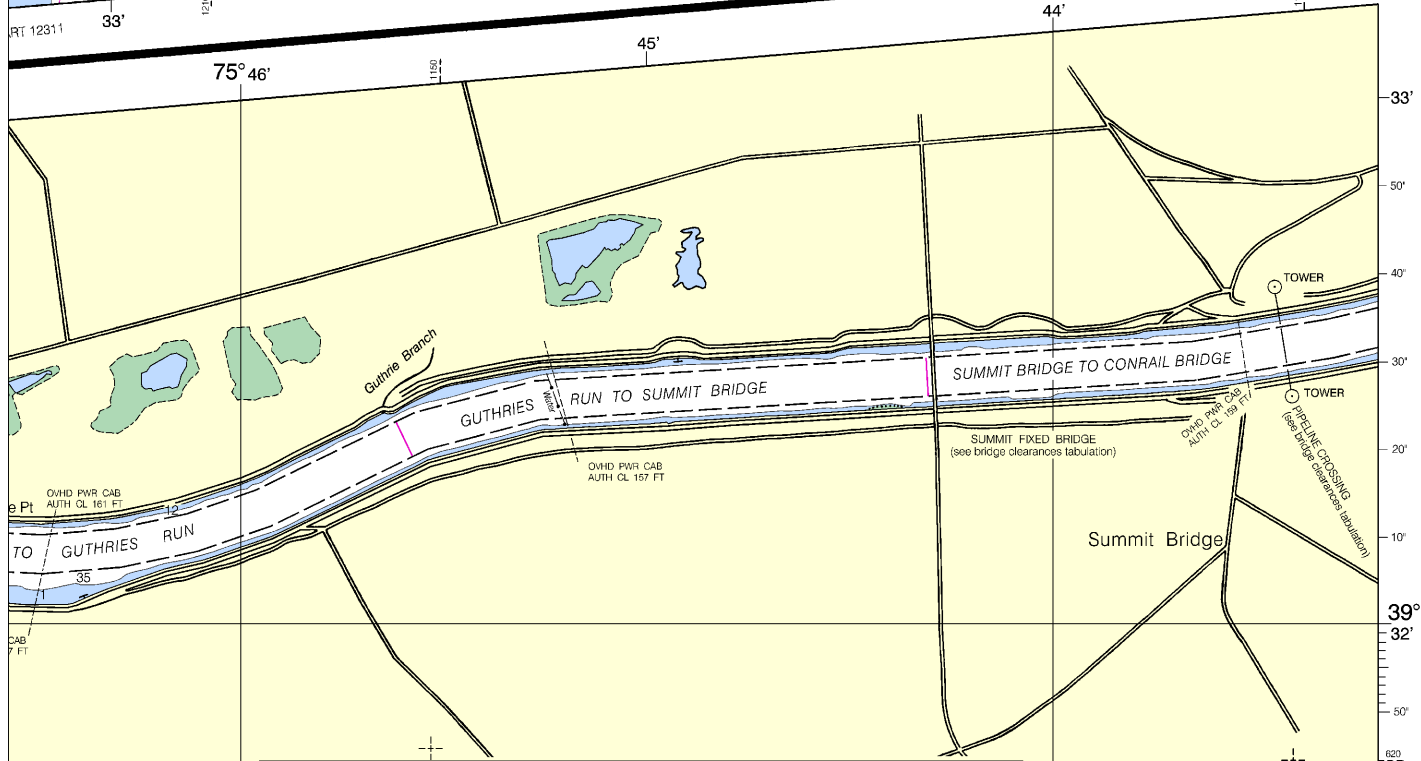 33'
44'
ART 12311
45'
75° 46'
1150
33'
50"
40"
TOWER
Guthrie Branch
30"
SUMMIT BRIDGE TO CONRAIL BRIDGE
GUTHRIES RUN TO SUMMIT BRIDGE
Water
TOWER
OVHD PWR CAB
AUTH CL 159 FT
PIPELINE CROSSING
(see bridge clearances tabulation)
SUMMIT FIXED BRIDGE
(see bridge clearances tabulation)
20"
OVHD PWR CAB
AUTH CL 157 FT
OVHD PWR CAB
AUTH CL 161 FT
e Pt
12
TO GUTHRIES RUN
Summit Bridge
10"
35
39°
32'
CAB
7 FT
50"
620